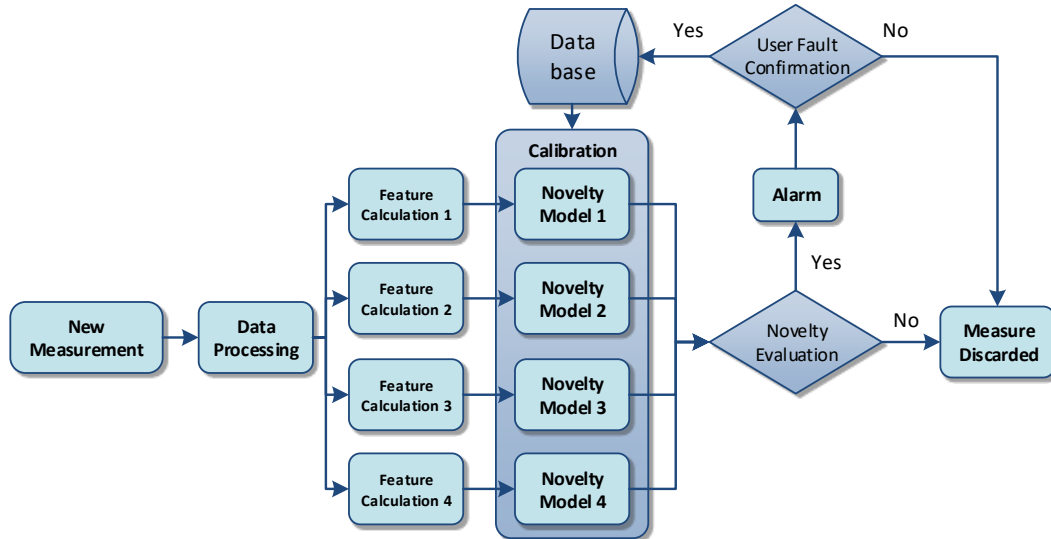 Data
base
Yes
User Fault
Confirmation
No
Calibration
Feature
Calculation 1
Novelty
Model 1
Alarm
Feature
Calculation 2
Novelty
Model 2
Yes
New
Measurement
Data
Processing
Novelty
Evaluation
No
Measure
Discarded
Feature
Calculation 3
Novelty
Model 3
Feature
Calculation 4
Novelty
Model 4